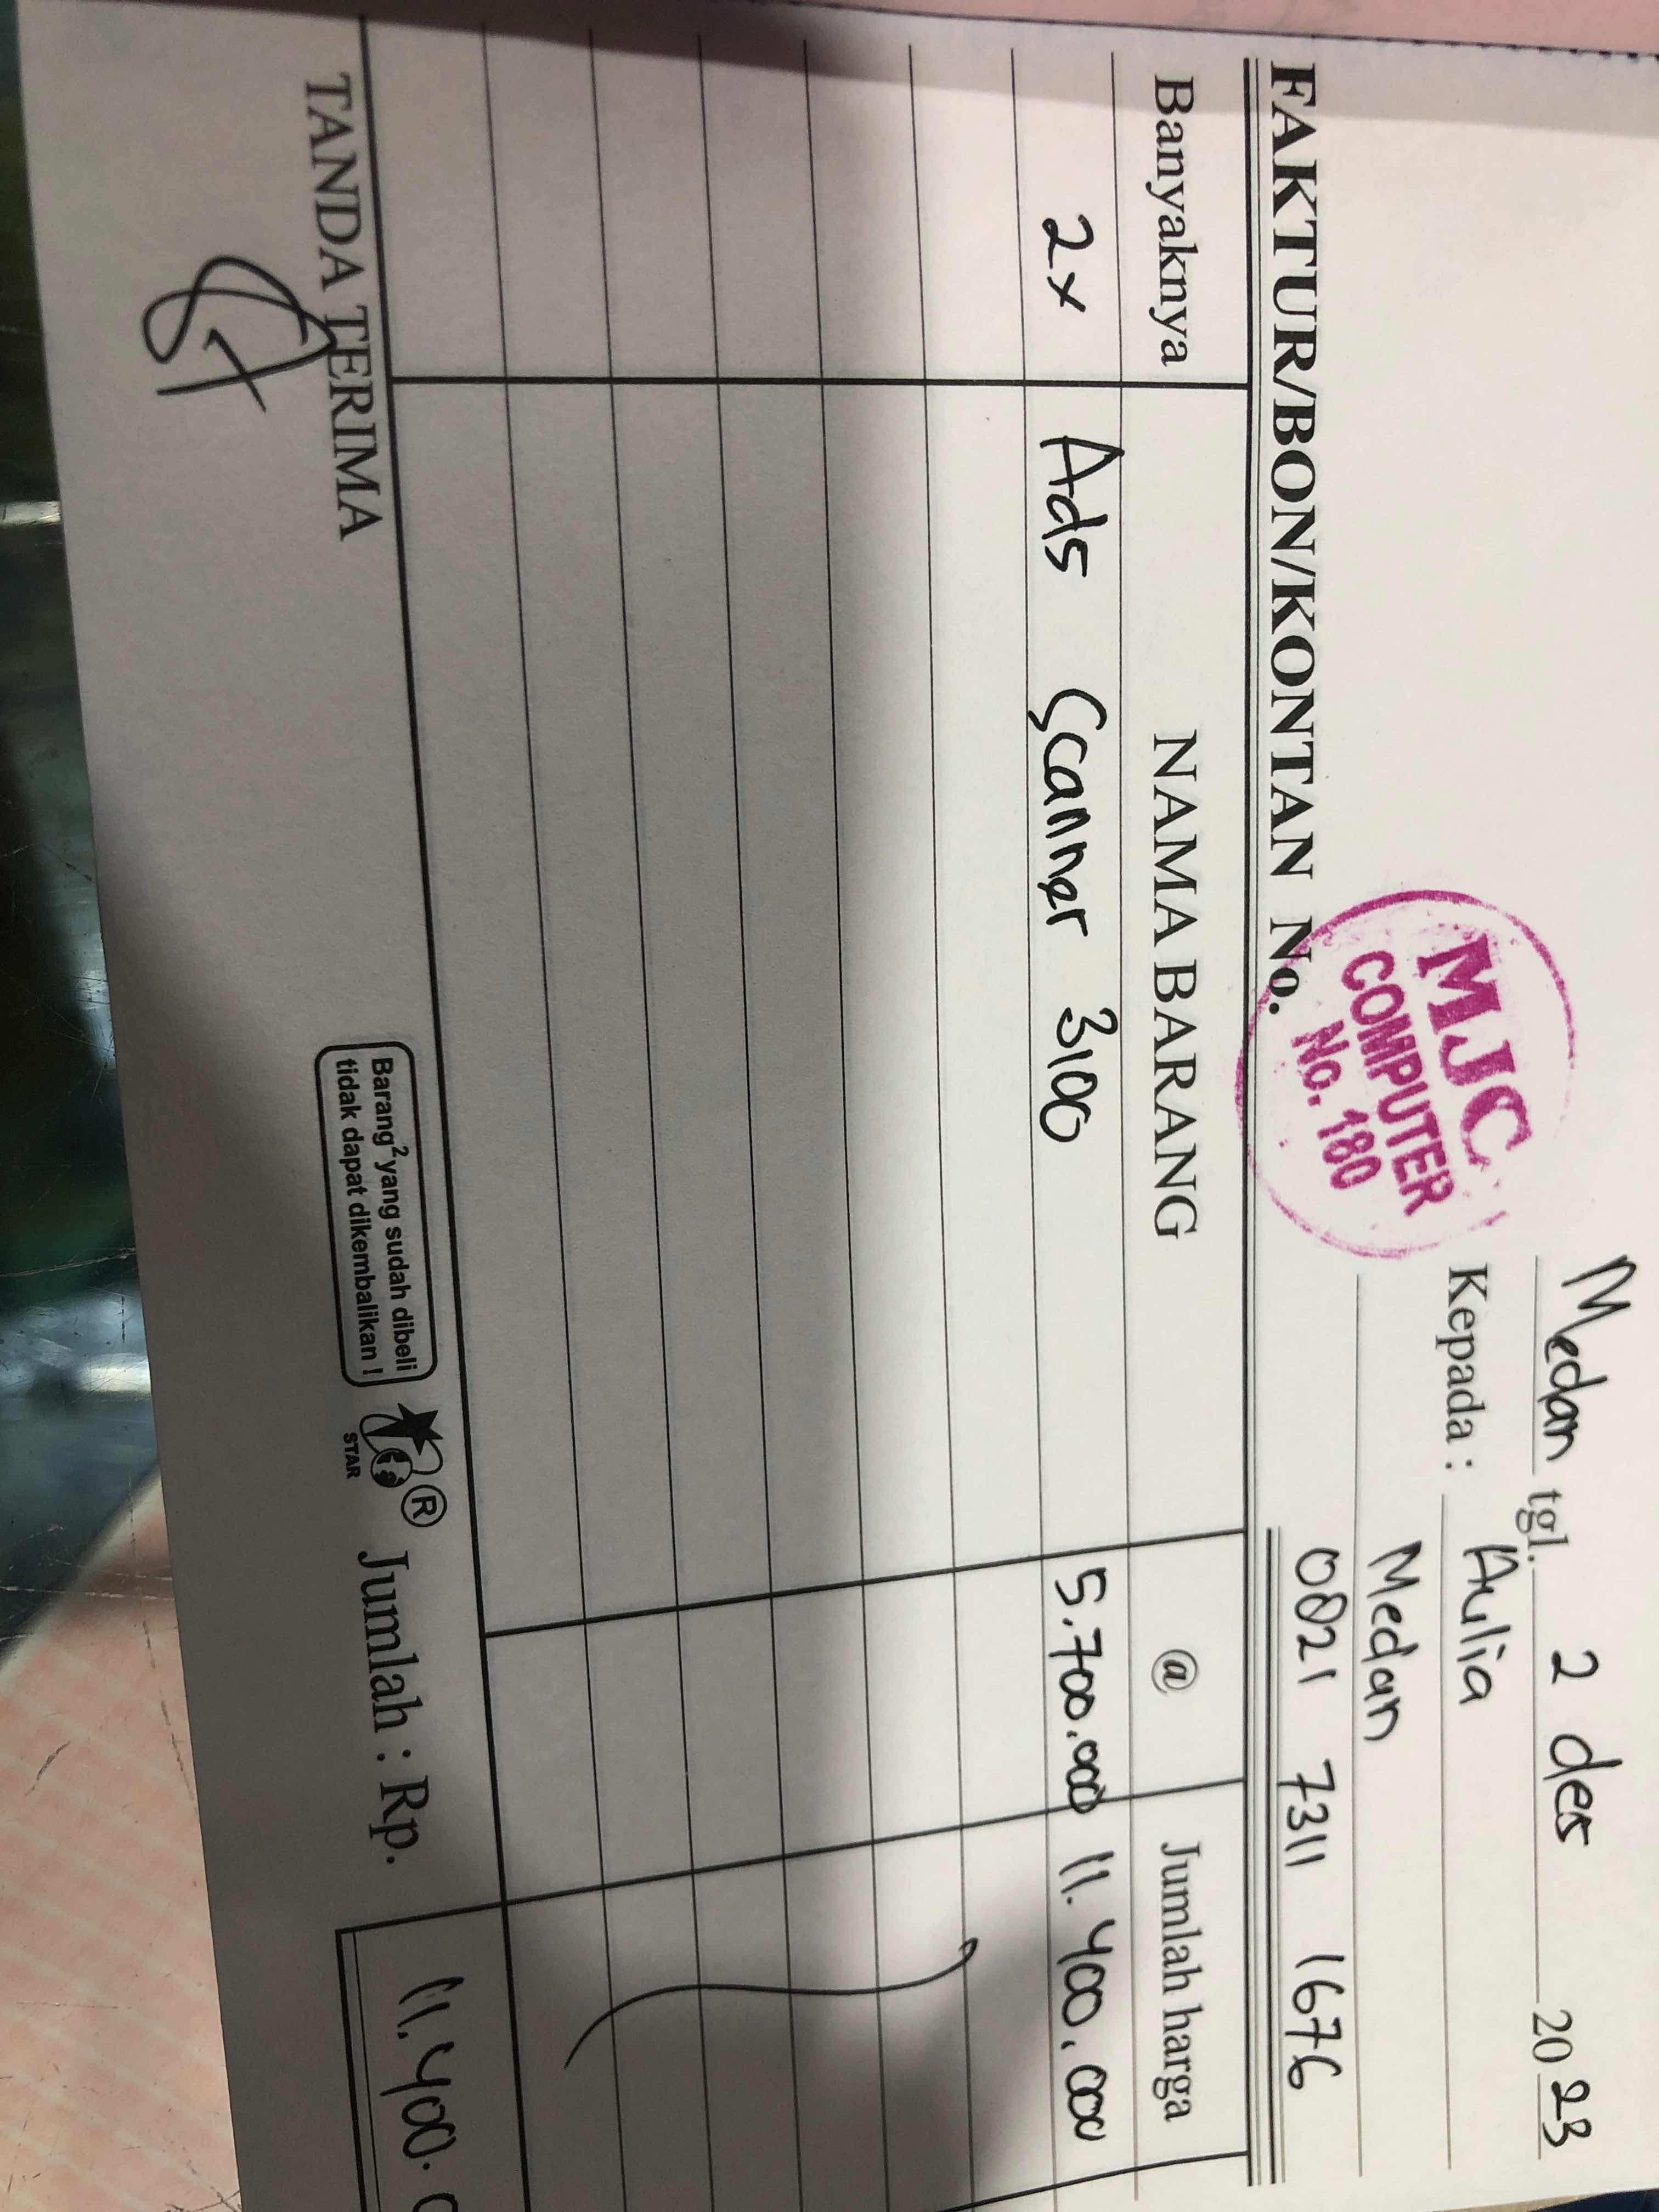 Medan tgl. 2 des 2023
Kepada : Aulia
Medan
0821 7311 1676
MJC
COMPUTER
No. 180
FAKTUR/BON/KONTAN No.
Banyaknya NAMA BARANG @ Jumlah harga
2x Ads Scanner 3100 5.700.000 11.400.000
TANDA TERIMA
Barang² yang sudah dibeli
tidak dapat dikembalikan !
STAR
®
Jumlah : Rp. 11.400.